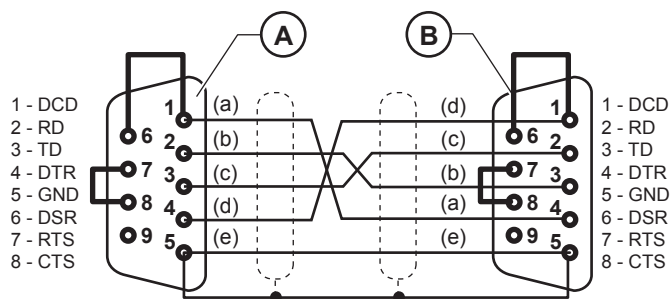 A B
1 - DCD
2 - RD
3 - TD
4 - DTR
5 - GND
6 - DSR
7 - RTS
8 - CTS
1 (a) (d) 1
6 2 (b) (c) 6 2
7 3 (c) (b) 7 3
8 4 (d) (a) 8 4
9 5 (e) (e) 9 5
1 - DCD
2 - RD
3 - TD
4 - DTR
5 - GND
6 - DSR
7 - RTS
8 - CTS